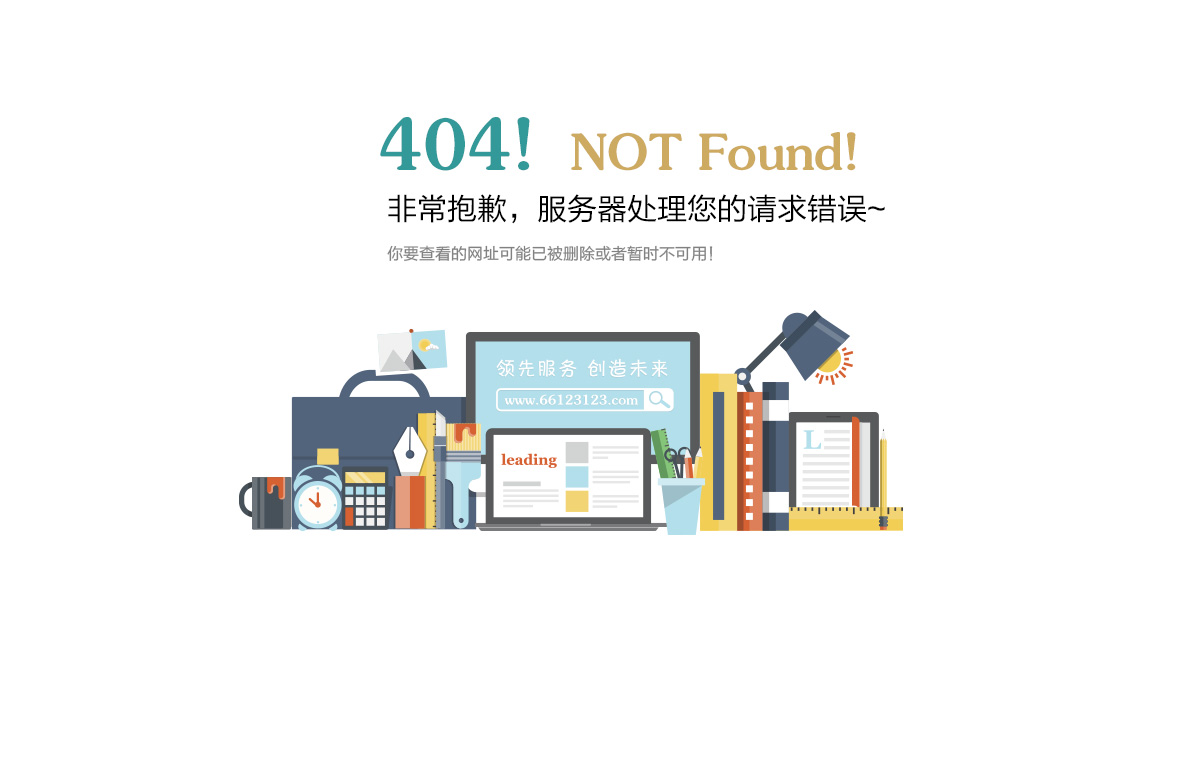 404! NOT Found!
非常抱歉，服务器处理您的请求错误~
你要查看的网址可能已被删除或者暂时不可用!
领先服务 创造未来
www.66123123.com
leading
L